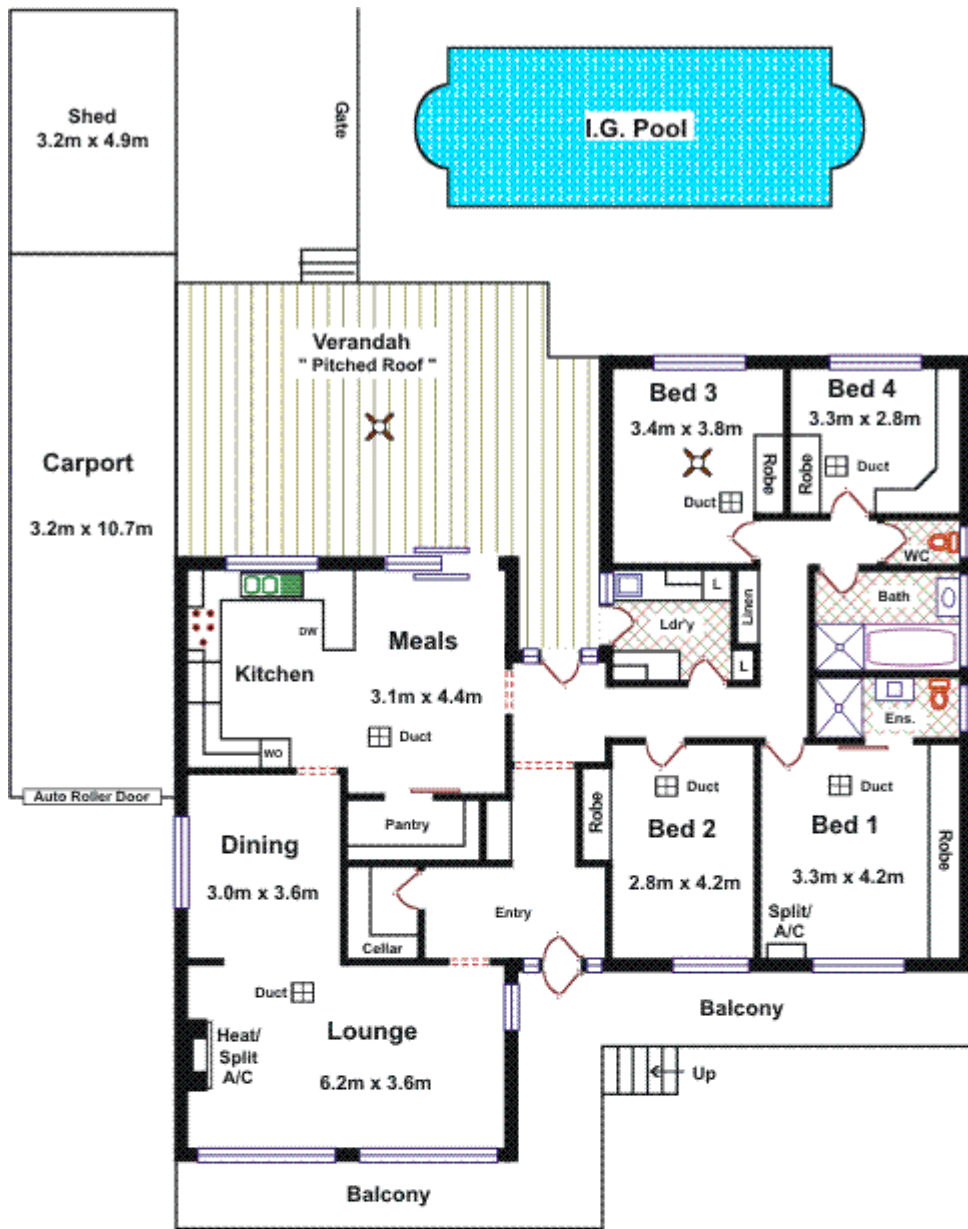 Shed
3.2m x 4.9m
Gate
I.G. Pool
Verandah
" Pitched Roof "
Carport
3.2m x 10.7m
Auto Roller Door
Bed 3
3.4m x 3.8m
Duct
Robe
Bed 4
3.3m x 2.8m
Duct
Robe
WC
Bath
Linen
L
Ldr'y
L
Ens.
Kitchen
DW
WO
Meals
3.1m x 4.4m
Duct
Pantry
Dining
3.0m x 3.6m
Cellar
Entry
Robe
Duct
Bed 2
2.8m x 4.2m
Duct
Bed 1
3.3m x 4.2m
Split/
A/C
Robe
Duct
Lounge
6.2m x 3.6m
Heat/
Split
A/C
Balcony
Up
Balcony